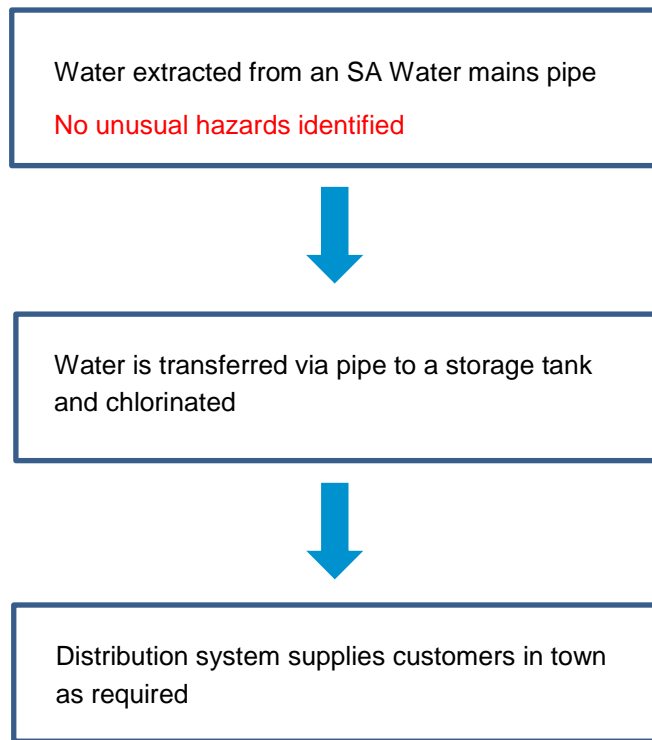 Water extracted from an SA Water mains pipe
No unusual hazards identified
Water is transferred via pipe to a storage tank
and chlorinated
Distribution system supplies customers in town
as required